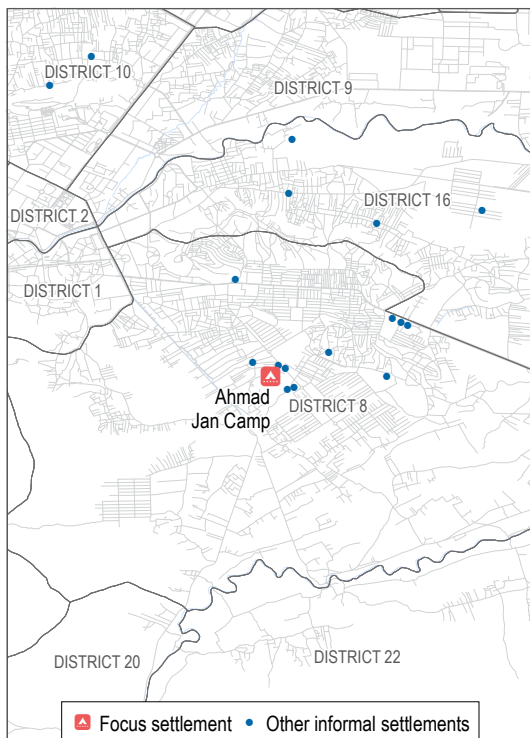 DISTRICT 10
DISTRICT 9
DISTRICT 16
DISTRICT 2
DISTRICT 1
Ahmad
Jan Camp
DISTRICT 8
DISTRICT 20
DISTRICT 22
Focus settlement
Other informal settlements